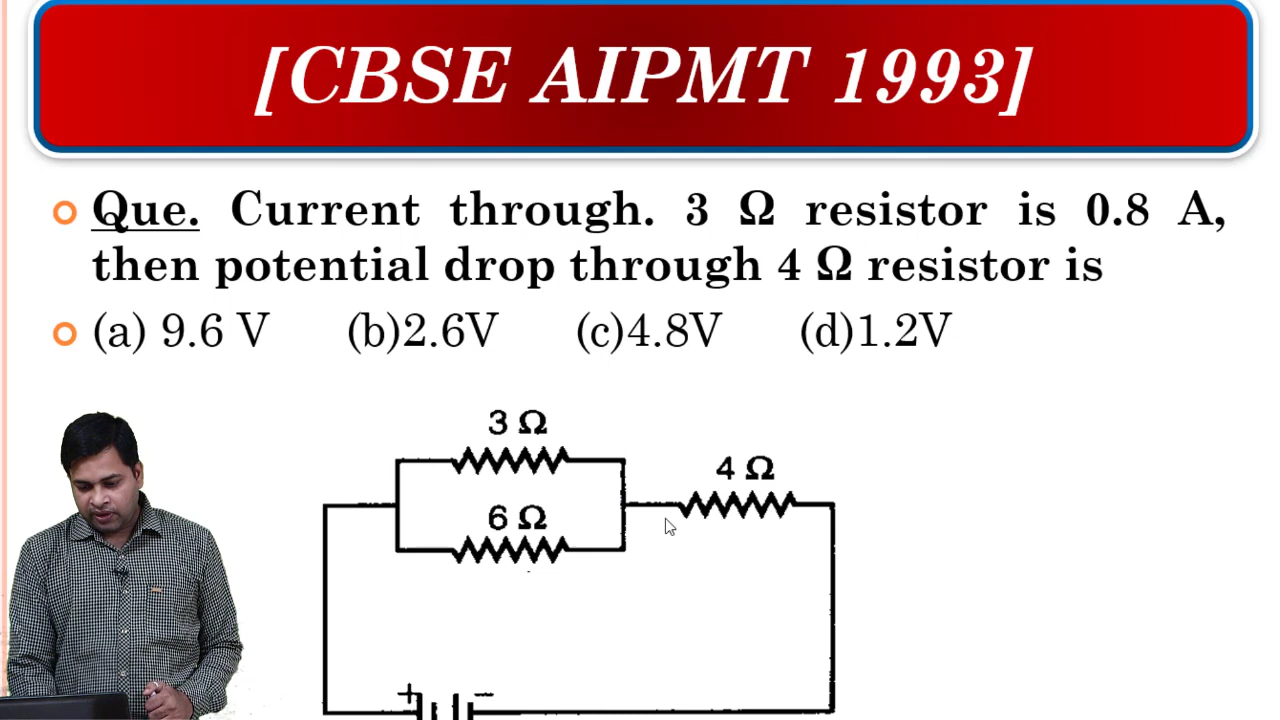 [CBSE AIPMT 1993]
Que. Current through. 3 Ω resistor is 0.8 A,
then potential drop through 4 Ω resistor is
(a) 9.6 V (b)2.6V (c)4.8V (d)1.2V
3 Ω
4 Ω
6 Ω
+ −